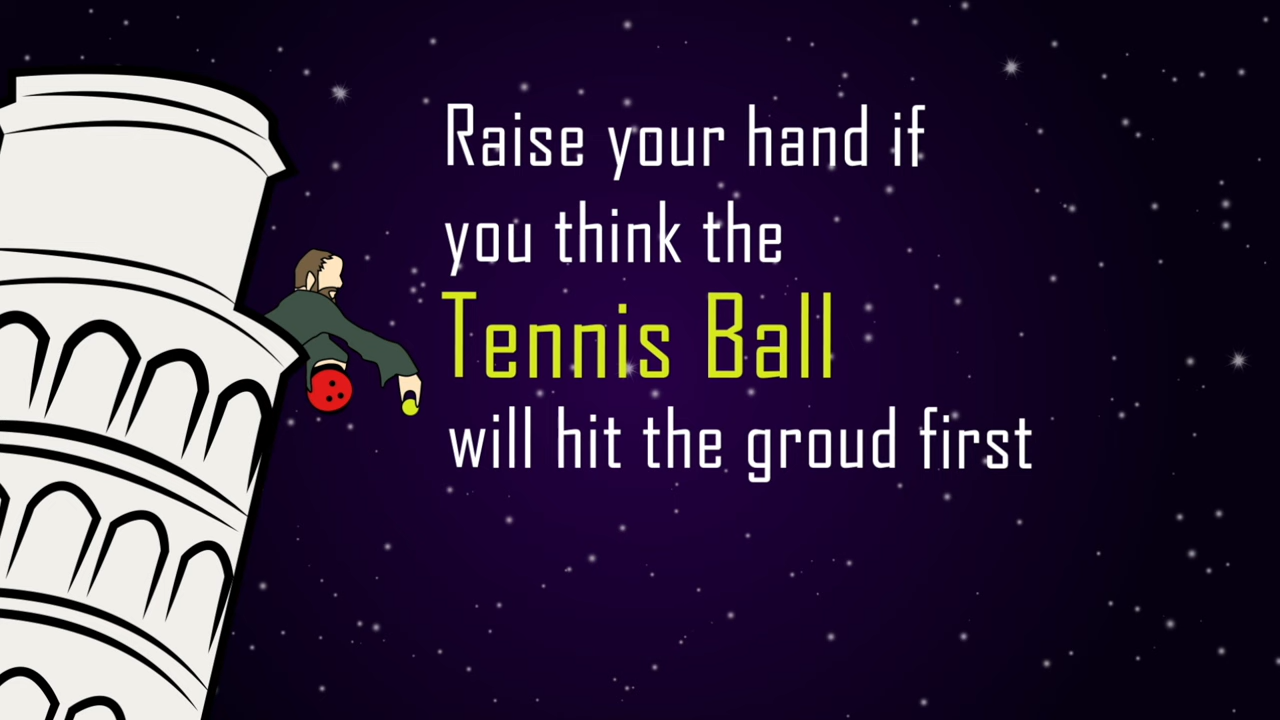 Raise your hand if
you think the
Tennis Ball
will hit the groud first